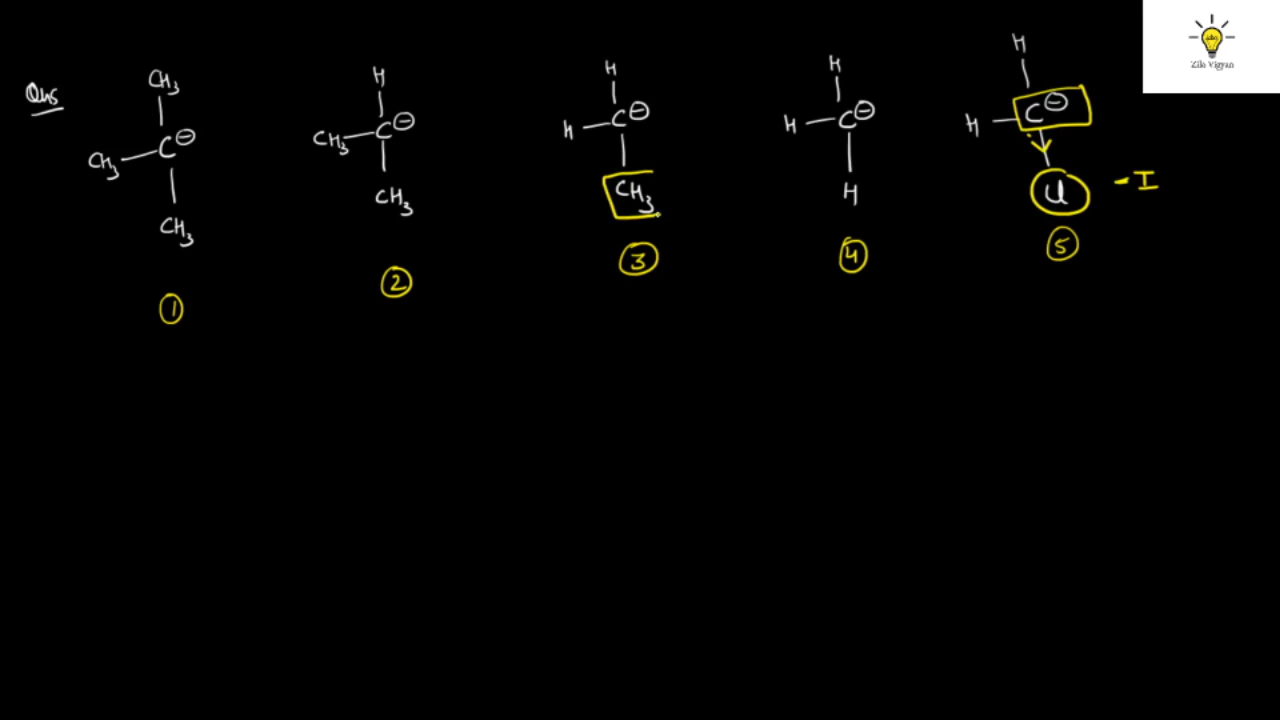 Ques
CH3
CH3 C⊖
CH3
①
H
CH3 C⊖
CH3
②
H
H C⊖
CH3
③
H
H C⊖
H
④
H
H C⊖
Cl -I
⑤
Zila Vigyan